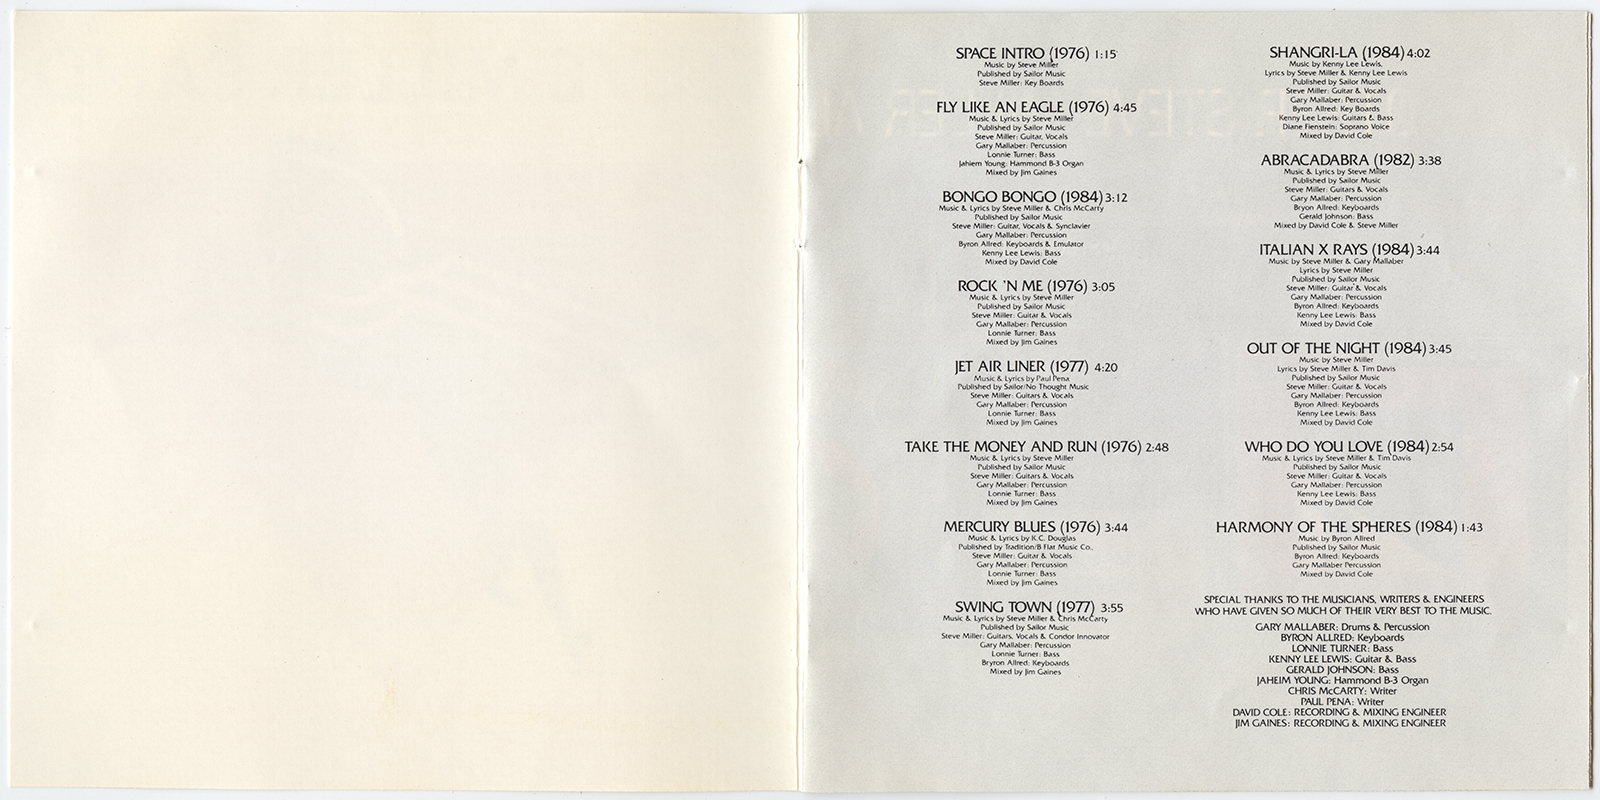 SPACE INTRO (1976) 1:15
Music by Steve Miller
Published by Sailor Music
Steve Miller: Key Boards
FLY LIKE AN EAGLE (1976) 4:45
Music & Lyrics by Steve Miller
Published by Sailor Music
Steve Miller: Guitar, Vocals
Gary Mallaber: Percussion
Lonnie Turner: Bass
Jahiem Young: Hammond B-3 Organ
Mixed by Jim Gaines
BONGO BONGO (1984) 3:12
Music & Lyrics by Steve Miller & Chris McCarty
Published by Sailor Music
Steve Miller: Guitar, Vocals & Synclavier
Gary Mallaber: Percussion
Byron Allred: Keyboards & Emulator
Kenny Lee Lewis: Bass
Mixed by David Cole
ROCK 'N ME (1976) 3:05
Music & Lyrics by Steve Miller
Published by Sailor Music
Steve Miller: Guitar & Vocals
Gary Mallaber: Percussion
Lonnie Turner: Bass
Mixed by Jim Gaines
JET AIR LINER (1977) 4:20
Music & Lyrics by Paul Pena
Published by Sailor/No Thought Music
Steve Miller: Guitars & Vocals
Gary Mallaber: Percussion
Lonnie Turner: Bass
Mixed by Jim Gaines
TAKE THE MONEY AND RUN (1976) 2:48
Music & Lyrics by Steve Miller
Published by Sailor Music
Steve Miller: Guitars & Vocals
Gary Mallaber: Percussion
Lonnie Turner: Bass
Mixed by Jim Gaines
MERCURY BLUES (1976) 3:44
Music & Lyrics by K.C. Douglas
Published by Tradition/B Flat Music Co.,
Steve Miller: Guitar & Vocals
Gary Mallaber: Percussion
Lonnie Turner: Bass
Mixed by Jim Gaines
SWING TOWN (1977) 3:55
Music & Lyrics by Steve Miller & Chris McCarty
Published by Sailor Music
Steve Miller: Guitars, Vocals & Condor Innovator
Gary Mallaber: Percussion
Lonnie Turner: Bass
Bryron Allred: Keyboards
Mixed by Jim Gaines
SHANGRI-LA (1984) 4:02
Music by Kenny Lee Lewis,
Lyrics by Steve Miller & Kenny Lee Lewis
Published by Sailor Music
Steve Miller: Guitar & Vocals
Gary Mallaber: Percussion
Byron Allred: Key Boards
Kenny Lee Lewis: Guitars & Bass
Diane Fienstein: Soprano Voice
Mixed by David Cole
ABRACADABRA (1982) 3:38
Music & Lyrics by Steve Miller
Published by Sailor Music
Steve Miller: Guitars & Vocals
Gary Mallaber: Percussion
Bryon Allred: Keyboards
Gerald Johnson: Bass
Mixed by David Cole & Steve Miller
ITALIAN X RAYS (1984) 3:44
Music by Steve Miller & Gary Mallaber
Lyrics by Steve Miller
Published by Sailor Music
Steve Miller: Guitar & Vocals
Gary Mallaber: Percussion
Byron Allred: Keyboards
Kenny Lee Lewis: Bass
Mixed by David Cole
OUT OF THE NIGHT (1984) 3:45
Music by Steve Miller
Lyrics by Steve Miller & Tim Davis
Published by Sailor Music
Steve Miller: Guitar & Vocals
Gary Mallaber: Percussion
Byron Allred: Keyboards
Kenny Lee Lewis: Bass
Mixed by David Cole
WHO DO YOU LOVE (1984) 2:54
Music & Lyrics by Steve Miller & Tim Davis
Published by Sailor Music
Steve Miller: Guitar & Vocals
Gary Mallaber: Percussion
Kenny Lee Lewis: Bass
Mixed by David Cole
HARMONY OF THE SPHERES (1984) 1:43
Music by Byron Allred
Published by Sailor Music
Byron Allred: Keyboards
Gary Mallaber Percussion
Mixed by David Cole
SPECIAL THANKS TO THE MUSICIANS, WRITERS & ENGINEERS
WHO HAVE GIVEN SO MUCH OF THEIR VERY BEST TO THE MUSIC.
GARY MALLABER: Drums & Percussion
BYRON ALLRED: Keyboards
LONNIE TURNER: Bass
KENNY LEE LEWIS: Guitar & Bass
GERALD JOHNSON: Bass
JAHEIM YOUNG: Hammond B-3 Organ
CHRIS McCARTY: Writer
PAUL PENA: Writer
DAVID COLE: RECORDING & MIXING ENGINEER
JIM GAINES: RECORDING & MIXING ENGINEER